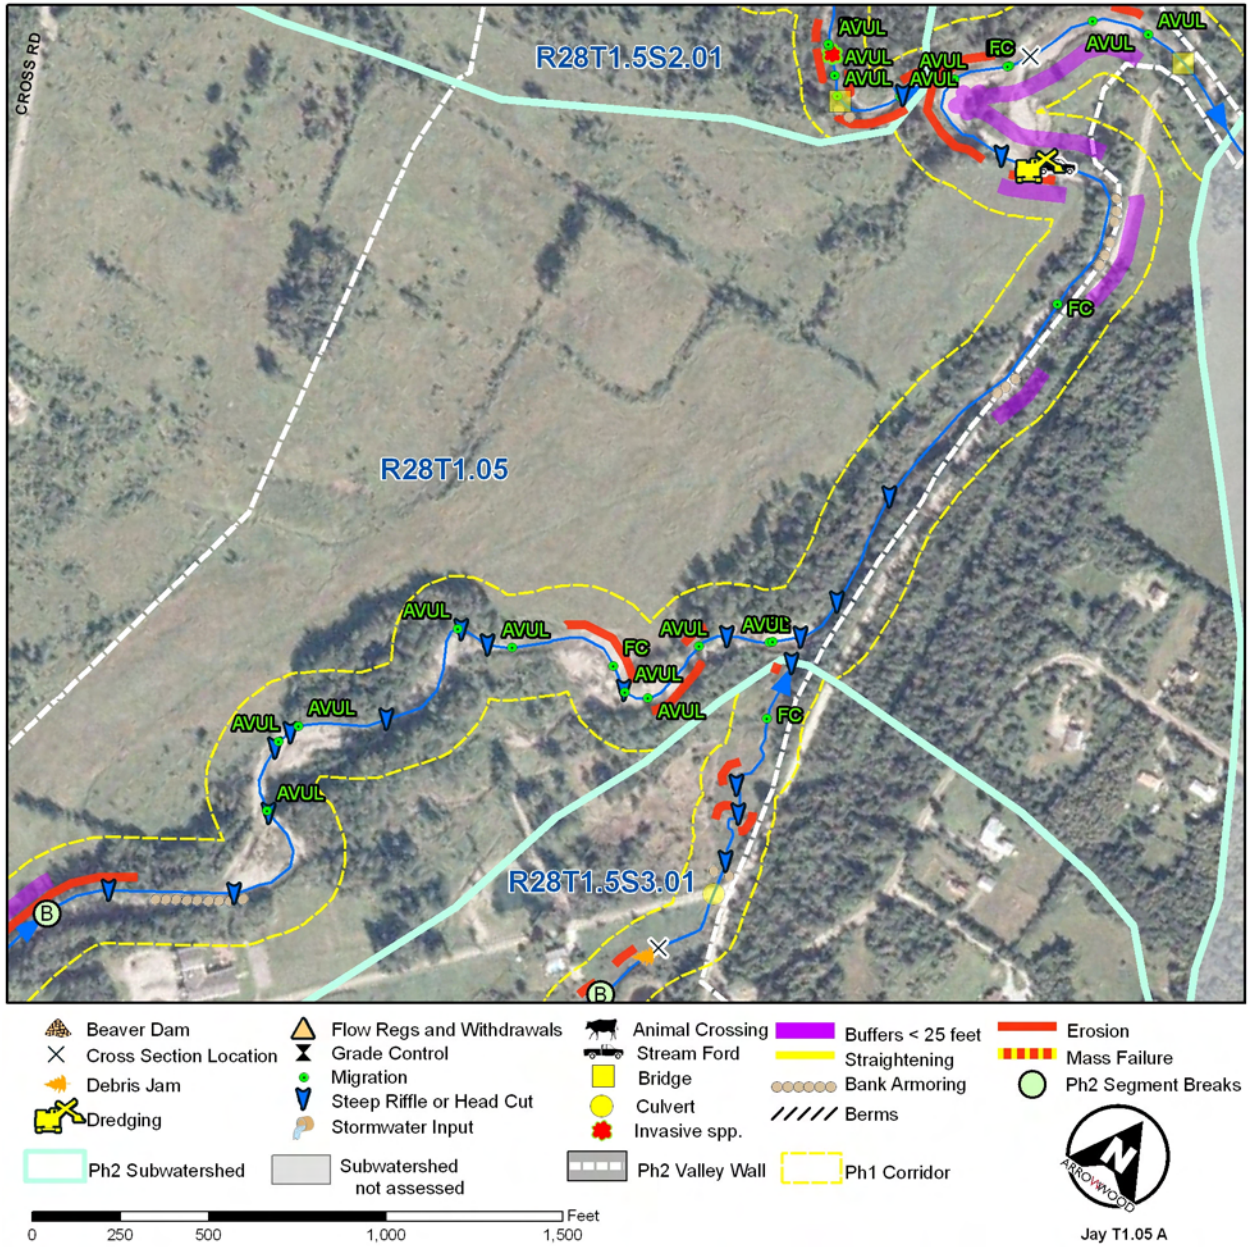 CROSS RD
R28T1.5S2.01
AVUL
AVUL
AVUL
AVUL
AVUL
FC
AVUL
AVUL
FC
R28T1.05
AVUL
AVUL
FC
AVUL
AVUL
AVUL
AVUL
FC
AVUL
AVUL
AVUL
R28T1.5S3.01
B
B
Beaver Dam
Cross Section Location
Debris Jam
Dredging
Ph2 Subwatershed
Flow Regs and Withdrawals
Grade Control
Migration
Steep Riffle or Head Cut
Stormwater Input
Subwatershed
not assessed
Animal Crossing
Stream Ford
Bridge
Culvert
Invasive spp.
Ph2 Valley Wall
Buffers < 25 feet
Straightening
Bank Armoring
Berms
Ph1 Corridor
Erosion
Mass Failure
Ph2 Segment Breaks
N
ARROWWOOD
Feet
0 250 500 1,000 1,500
Jay T1.05 A